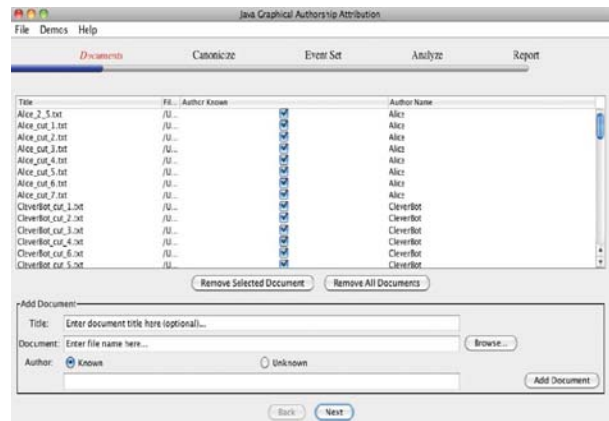 Java Graphical Authorship Attribution
File Demos Help
Documents Canonicize Event Set Analyze Report
Title Fil... Author Known Author Name
Alice_2_5.txt /U... Alice
Alice_cut_1.txt /U... Alice
Alice_cut_2.txt /U... Alice
Alice_cut_3.txt /U... Alice
Alice_cut_4.txt /U... Alice
Alice_cut_5.txt /U... Alice
Alice_cut_6.txt /U... Alice
Alice_cut_7.txt /U... Alice
CleverBot_cut_1.txt /U... CleverBot
CleverBot_cut_2.txt /U... CleverBot
CleverBot_cut_3.txt /U... CleverBot
CleverBot_cut_4.txt /U... CleverBot
CleverBot_cut_6.txt /U... CleverBot
CleverBot_cut_5.txt /U... CleverBot
Remove Selected Document Remove All Documents
Add Document
Title: Enter document title here (optional)...
Document: Enter file name here... Browse...
Author: Known Unknown
Add Document
Back Next